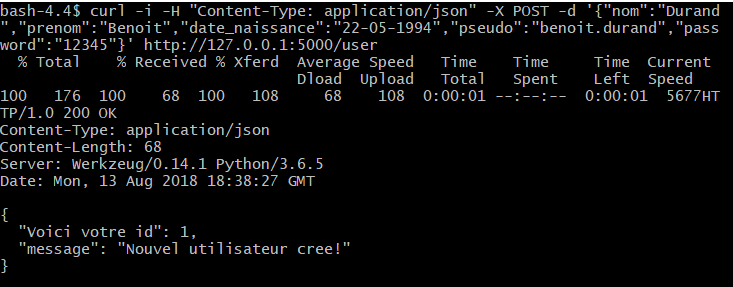 bash-4.4$ curl -i -H "Content-Type: application/json" -X POST -d '{"nom":"Durand
","prenom":"Benoit","date_naissance":"22-05-1994","pseudo":"benoit.durand","pass
word":"12345"}' http://127.0.0.1:5000/user
  % Total    % Received % Xferd  Average Speed   Time    Time     Time  Current
                                 Dload  Upload   Total   Spent    Left  Speed
100   176  100    68  100   108     68    108  0:00:01 --:--:--  0:00:01  5677HT
TP/1.0 200 OK
Content-Type: application/json
Content-Length: 68
Server: Werkzeug/0.14.1 Python/3.6.5
Date: Mon, 13 Aug 2018 18:38:27 GMT

{
  "Voici votre id": 1,
  "message": "Nouvel utilisateur cree!"
}